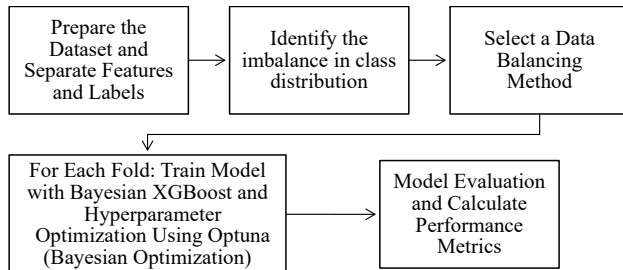 Prepare the
Dataset and
Separate Features
and Labels
Identify the
imbalance in class
distribution
Select a Data
Balancing
Method
For Each Fold: Train Model
with Bayesian XGBoost and
Hyperparameter
Optimization Using Optuna
(Bayesian Optimization)
Model Evaluation
and Calculate
Performance
Metrics